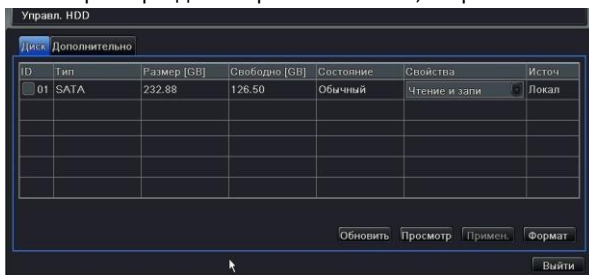 Управл. HDD
Диск Дополнительно
ID Тип Размер [GB] Свободно [GB] Состояние Свойства Источ
01 SATA 232.88 126.50 Обычный Чтение и запи Локал
Обновить Просмотр Примен. Формат
Выйти